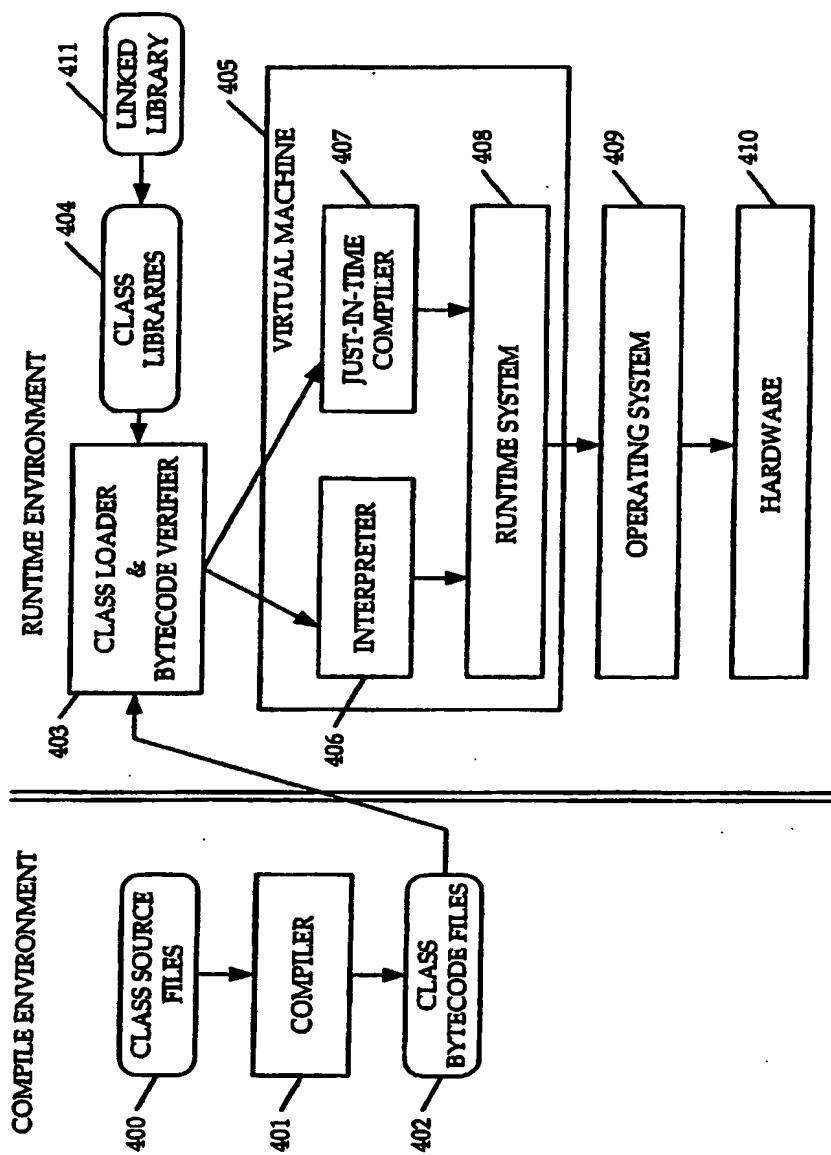 COMPILE ENVIRONMENT
400
CLASS SOURCE
FILES
401
COMPILER
402
CLASS
BYTECODE FILES
RUNTIME ENVIRONMENT
403
CLASS LOADER
&
BYTECODE VERIFIER
404
CLASS
LIBRARIES
411
LINKED
LIBRARY
405
VIRTUAL MACHINE
406
INTERPRETER
407
JUST-IN-TIME
COMPILER
408
RUNTIME SYSTEM
409
OPERATING SYSTEM
410
HARDWARE